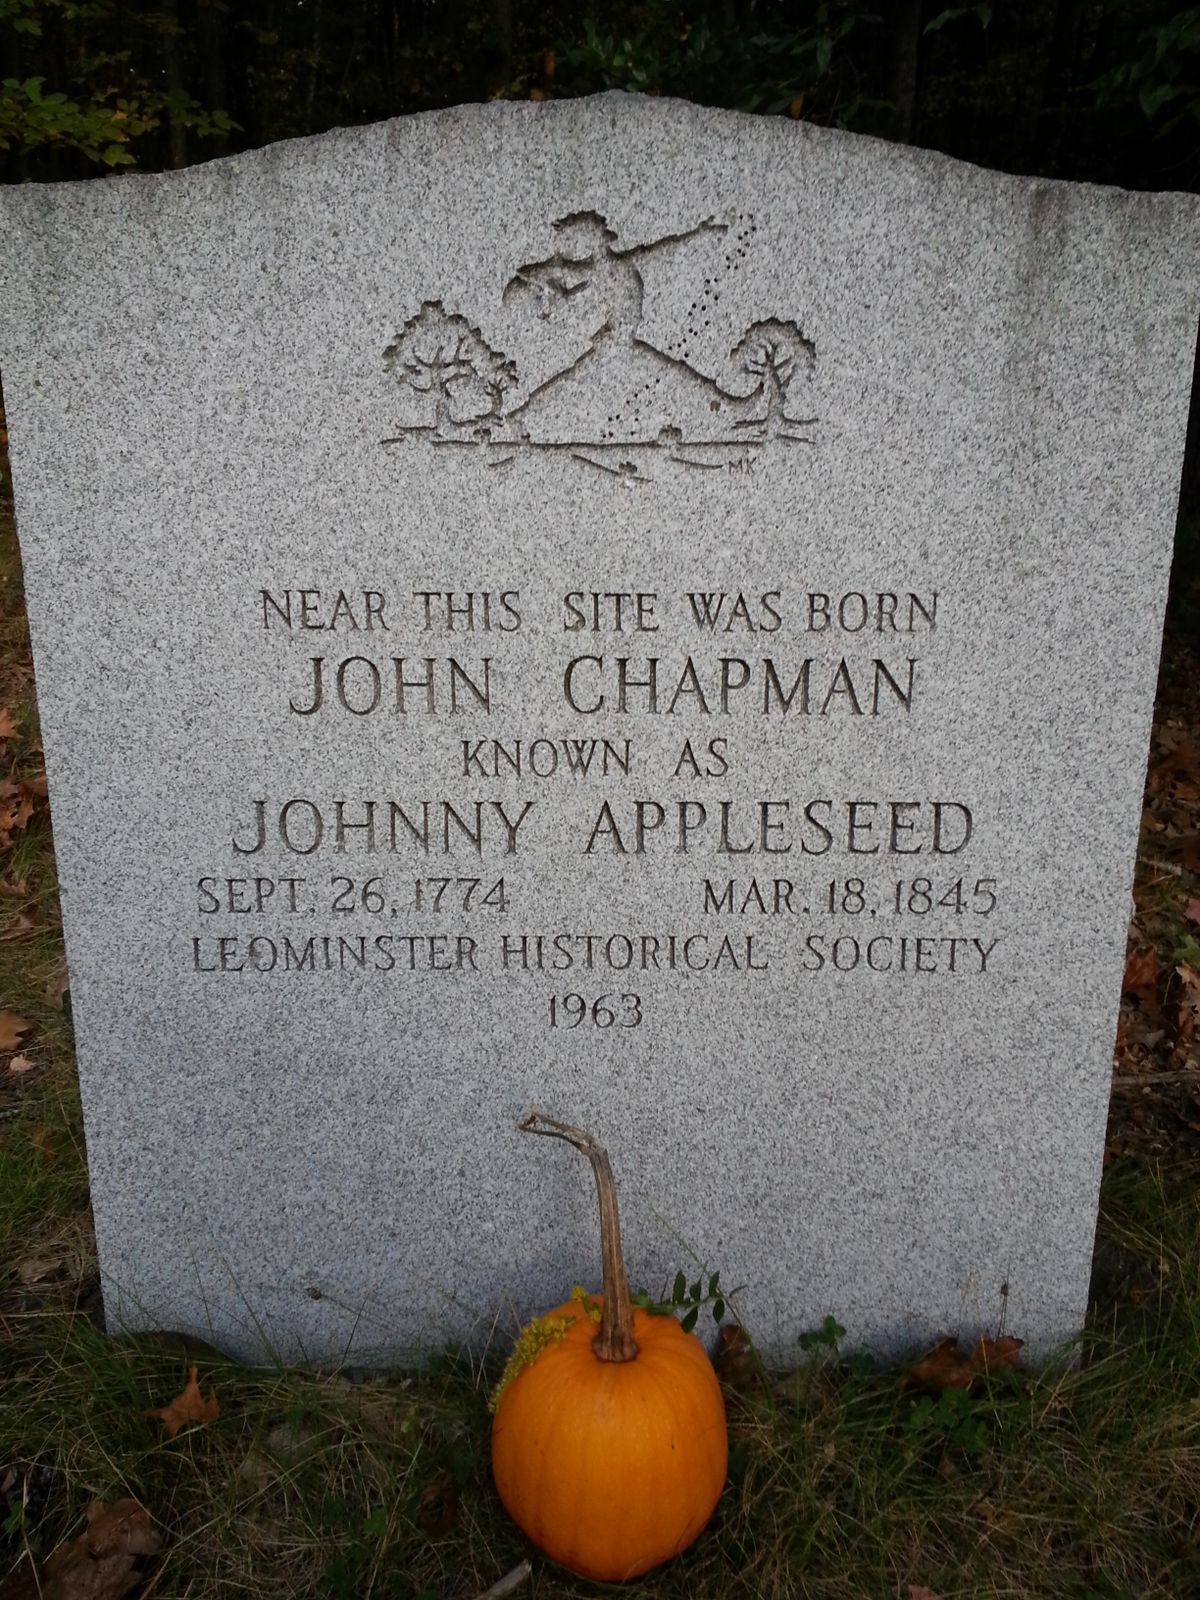 MK
NEAR THIS SITE WAS BORN
JOHN CHAPMAN
KNOWN AS
JOHNNY APPLESEED
SEPT. 26, 1774 MAR. 18, 1845
LEOMINSTER HISTORICAL SOCIETY
1963